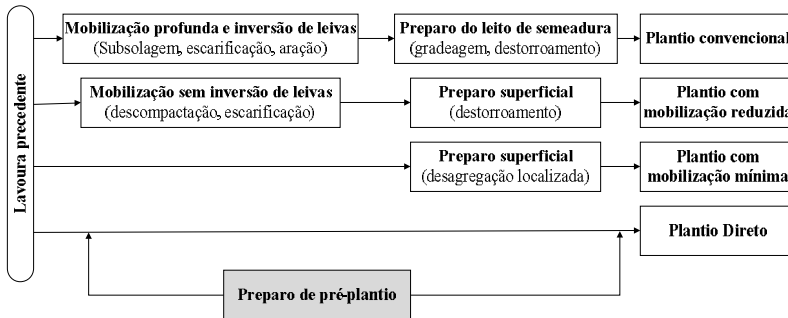 Lavoura precedente
Mobilização profunda e inversão de leivas
(Subsolagem, escarificação, aração)
Preparo do leito de semeadura
(gradeagem, destorroamento)
Plantio convencional
Mobilização sem inversão de leivas
(descompactação, escarificação)
Preparo superficial
(destorroamento)
Plantio com
mobilização reduzida
Preparo superficial
(desagregação localizada)
Plantio com
mobilização mínima
Plantio Direto
Preparo de pré-plantio